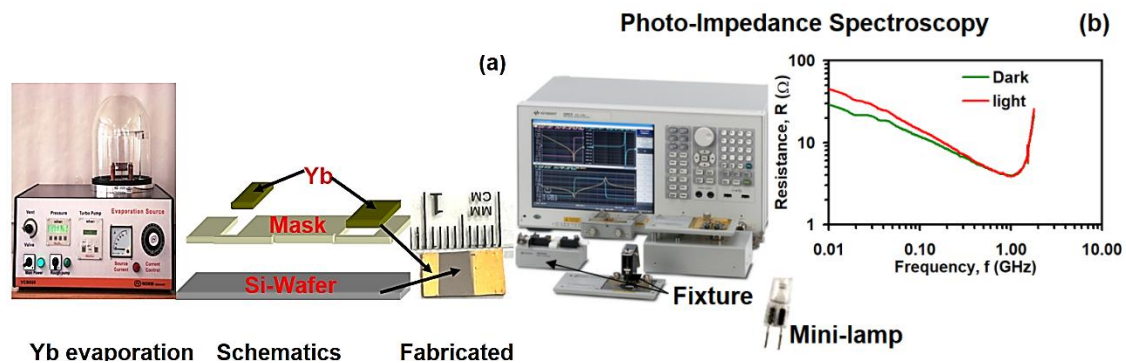 Photo-Impedance Spectroscopy
(b)
(a)
Yb
Mask
Si-Wafer
1
MM
CM
Vent
Pressure
Turbo Pump
Evaporation Source
Valve
Source Current
Current Control
Fixture
Mini-lamp
Resistance, R (Ω)
100
10
1
Dark
light
0.01
0.10
1.00
10.00
Frequency, f (GHz)
Yb evaporation
Schematics
Fabricated